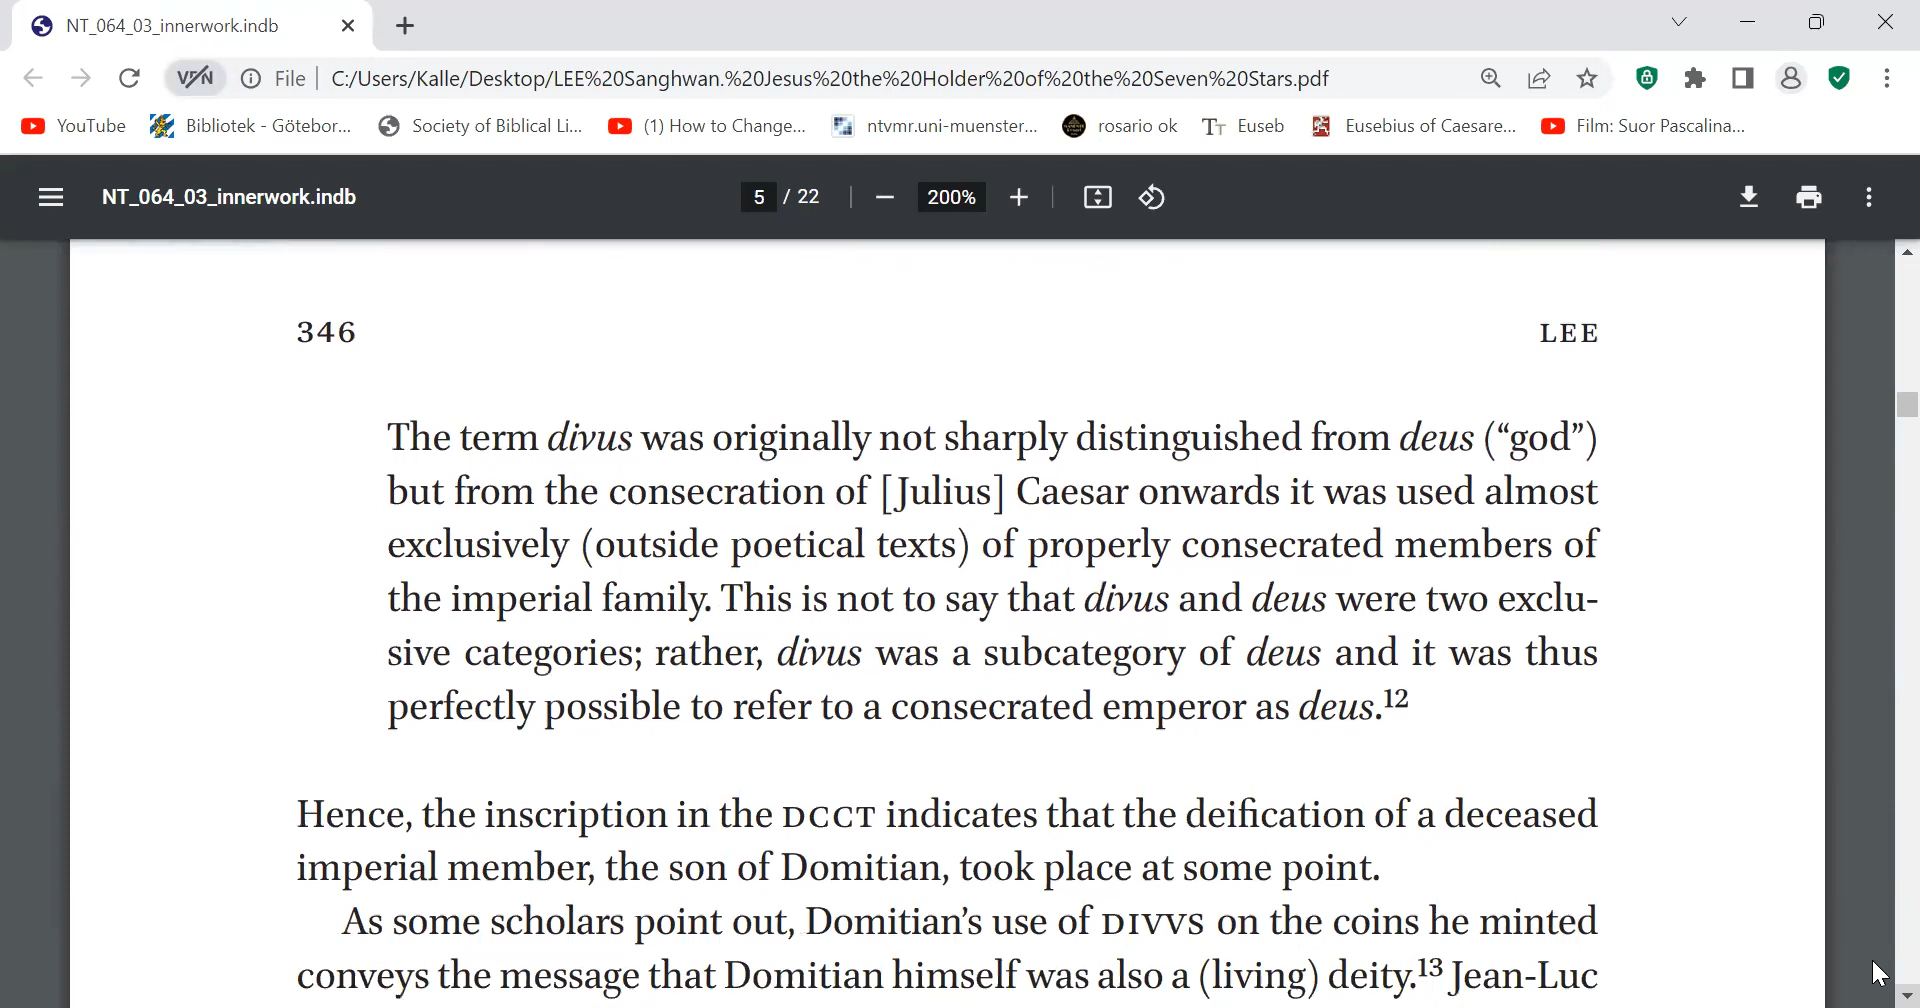 NT_064_03_innerwork.indb
VPN File C:/Users/Kalle/Desktop/LEE%20Sanghwan.%20Jesus%20the%20Holder%20of%20the%20Seven%20Stars.pdf
YouTube Bibliotek - Götebor... Society of Biblical Li... (1) How to Change... ntvmr.uni-muenster... rosario ok Euseb Eusebius of Caesare... Film: Suor Pascalina...
NT_064_03_innerwork.indb 5 / 22 200%
346 LEE
The term divus was originally not sharply distinguished from deus (“god”)
but from the consecration of [Julius] Caesar onwards it was used almost
exclusively (outside poetical texts) of properly consecrated members of
the imperial family. This is not to say that divus and deus were two exclu-
sive categories; rather, divus was a subcategory of deus and it was thus
perfectly possible to refer to a consecrated emperor as deus.12
Hence, the inscription in the DCCT indicates that the deification of a deceased
imperial member, the son of Domitian, took place at some point.
As some scholars point out, Domitian’s use of DIVVS on the coins he minted
conveys the message that Domitian himself was also a (living) deity.13 Jean-Luc